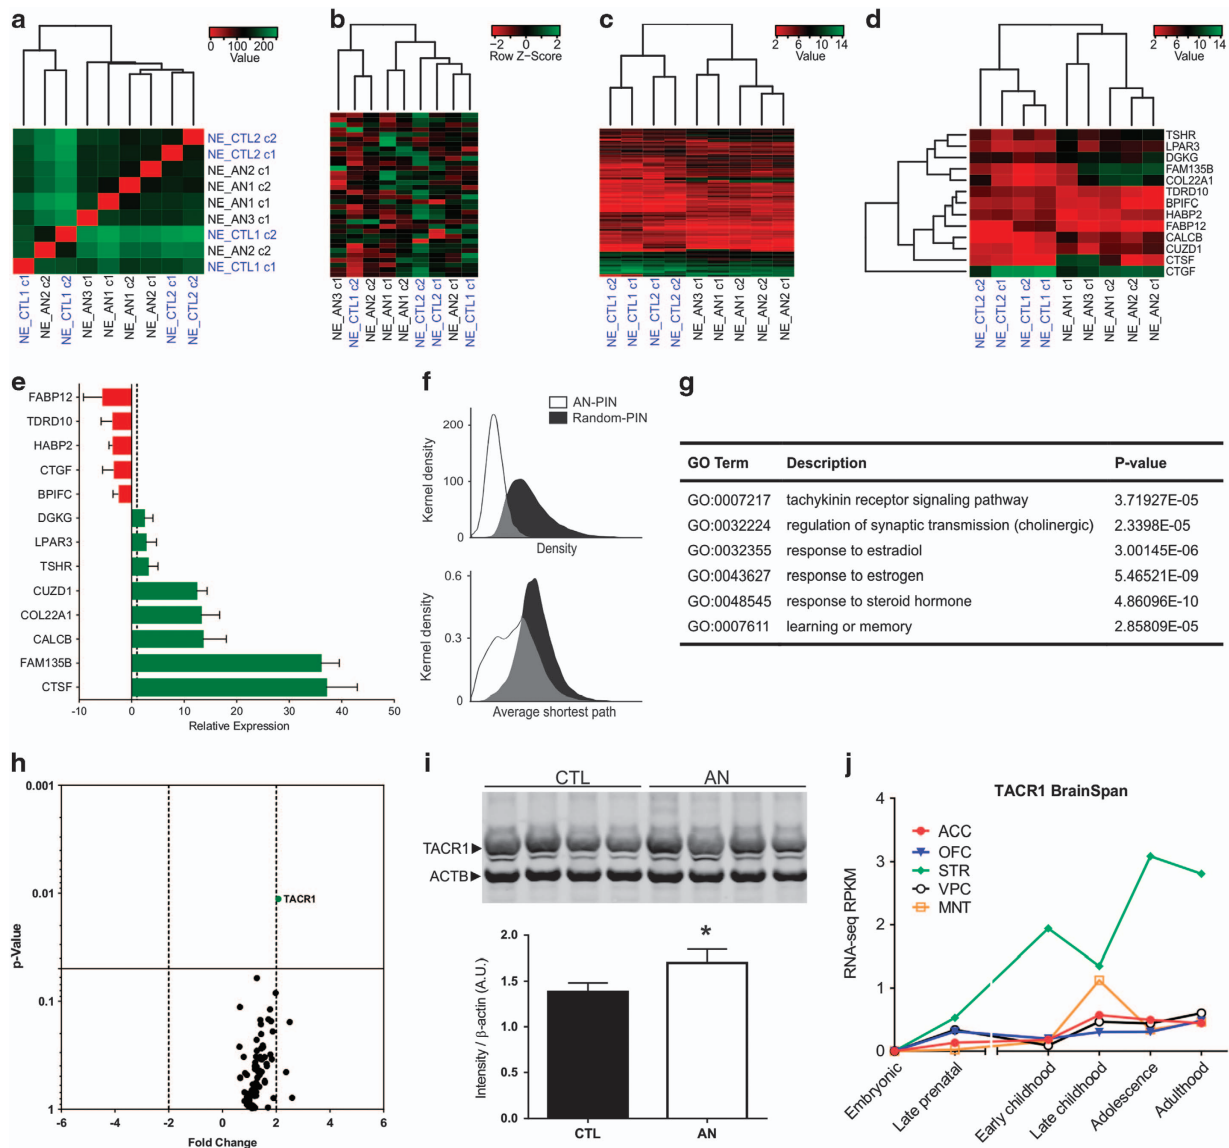 a
b
c
d
0 100 200
Value
−2 0 2
Row Z−Score
2 6 10 14
Value
2 6 10 14
Value
NE_CTL2 c2
NE_CTL2 c1
NE_AN2 c1
NE_AN1 c2
NE_AN1 c1
NE_AN3 c1
NE_CTL1 c2
NE_AN2 c2
NE_CTL1 c1
NE_CTL1 c1
NE_AN2 c2
NE_CTL1 c2
NE_AN3 c1
NE_AN1 c1
NE_AN1 c2
NE_AN2 c1
NE_CTL2 c1
NE_CTL2 c2
NE_AN3 c1
NE_CTL1 c2
NE_AN2 c2
NE_AN1 c1
NE_AN1 c2
NE_CTL2 c2
NE_CTL2 c1
NE_AN2 c1
NE_CTL1 c1
NE_CTL1 c2
NE_CTL1 c1
NE_CTL2 c1
NE_CTL2 c2
NE_AN3 c1
NE_AN1 c1
NE_AN1 c2
NE_AN2 c1
NE_AN2 c2
TSHR
LPAR3
DGKG
FAM135B
COL22A1
TDRD10
BPIFC
HABP2
FABP12
CALCB
CUZD1
CTSF
CTGF
NE_CTL2 c2
NE_CTL2 c1
NE_CTL1 c2
NE_CTL1 c1
NE_AN1 c1
NE_AN3 c1
NE_AN1 c2
NE_AN2 c2
NE_AN2 c1
e
FABP12
TDRD10
HABP2
CTGF
BPIFC
DGKG
LPAR3
TSHR
CUZD1
COL22A1
CALCB
FAM135B
CTSF
-10 0 10 20 30 40 50
Relative Expression
f
AN-PIN
Random-PIN
200
100
0
Kernel density
Density
0.6
0.3
0
Kernel density
Average shortest path
g
GO Term Description P-value
GO:0007217 tachykinin receptor signaling pathway 3.71927E-05
GO:0032224 regulation of synaptic transmission (cholinergic) 2.3398E-05
GO:0032355 response to estradiol 3.00145E-06
GO:0043627 response to estrogen 5.46521E-09
GO:0048545 response to steroid hormone 4.86096E-10
GO:0007611 learning or memory 2.85809E-05
h
0.001
0.01
0.1
1
p-Value
TACR1
-6 -4 -2 0 2 4 6
Fold Change
i
CTL AN
TACR1
ACTB
2.0
1.5
1.0
0.5
0.0
Intensity / β-actin (A.U.)
*
CTL AN
j
TACR1 BrainSpan
4
3
2
1
0
RNA-seq RPKM
ACC
OFC
STR
VPC
MNT
Embryonic
Late prenatal
Early childhood
Late childhood
Adolescence
Adulthood